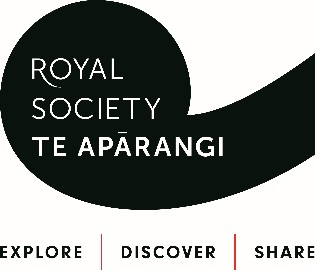 ROYAL
SOCIETY
TE APĀRANGI
EXPLORE | DISCOVER | SHARE